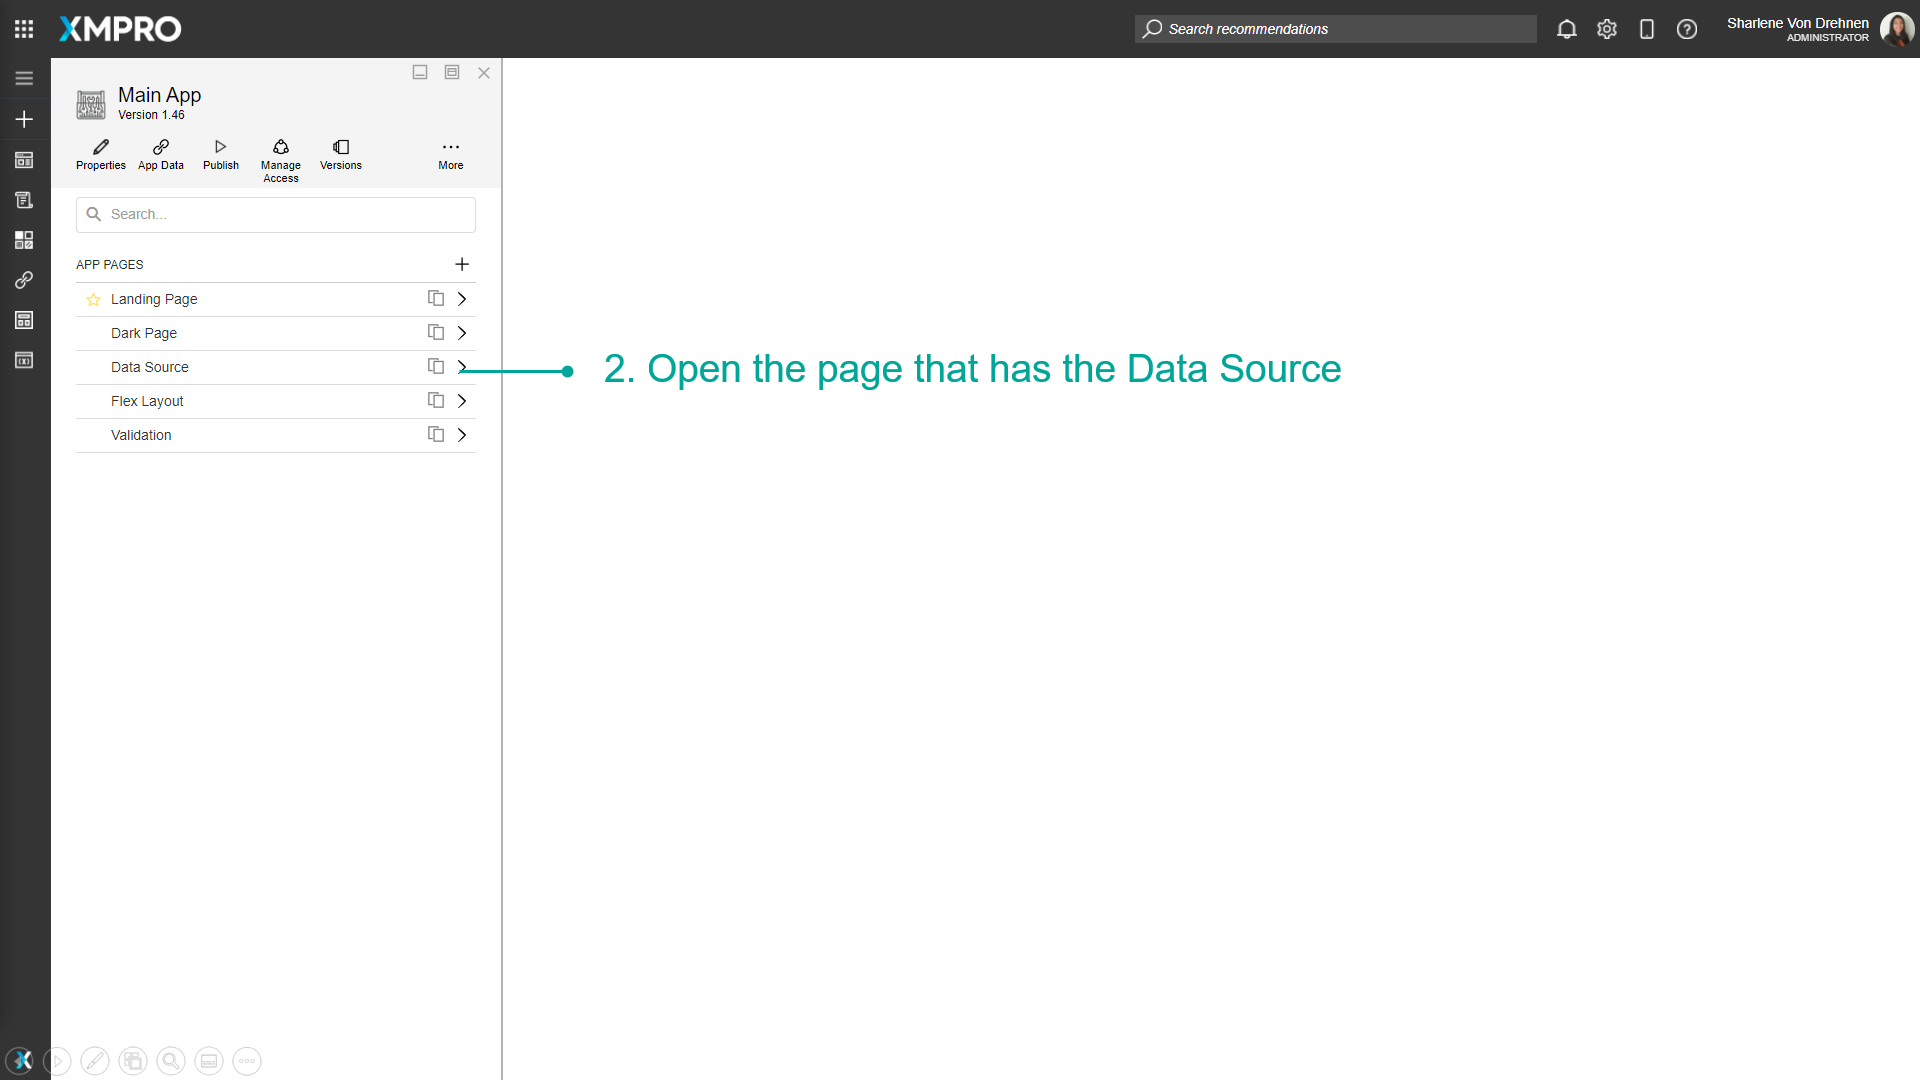 XMPRO
Search recommendations
Sharlene Von Drehnen
ADMINISTRATOR
Main App
Version 1.46
Properties
App Data
Publish
Manage
Access
Versions
More
Search...
APP PAGES
Landing Page
Dark Page
Data Source
2. Open the page that has the Data Source
Flex Layout
Validation